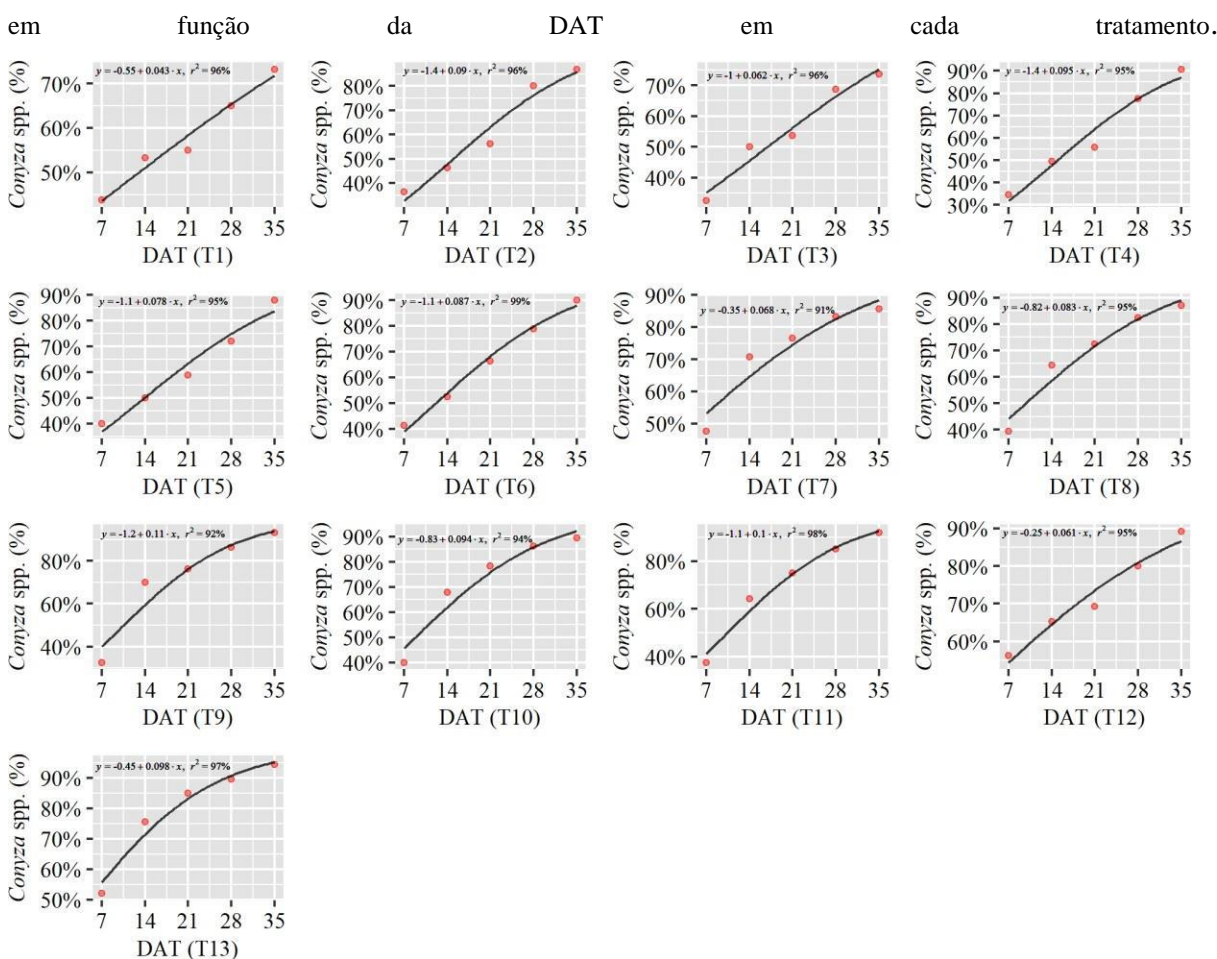 em função da DAT em cada tratamento.
y = -0.55 + 0.043 · x, r² = 96%
Conyza spp. (%)
70%
60%
50%
7 14 21 28 35
DAT (T1)
y = -1.4 + 0.09 · x, r² = 96%
Conyza spp. (%)
80%
70%
60%
50%
40%
7 14 21 28 35
DAT (T2)
y = -1 + 0.062 · x, r² = 96%
Conyza spp. (%)
70%
60%
50%
40%
7 14 21 28 35
DAT (T3)
y = -1.4 + 0.095 · x, r² = 95%
Conyza spp. (%)
90%
80%
70%
60%
50%
40%
30%
7 14 21 28 35
DAT (T4)
y = -1.1 + 0.078 · x, r² = 95%
Conyza spp. (%)
90%
80%
70%
60%
50%
40%
7 14 21 28 35
DAT (T5)
y = -1.1 + 0.087 · x, r² = 99%
Conyza spp. (%)
90%
80%
70%
60%
50%
40%
7 14 21 28 35
DAT (T6)
y = -0.35 + 0.068 · x, r² = 91%
Conyza spp. (%)
90%
80%
70%
60%
50%
7 14 21 28 35
DAT (T7)
y = -0.82 + 0.083 · x, r² = 95%
Conyza spp. (%)
90%
80%
70%
60%
50%
40%
7 14 21 28 35
DAT (T8)
y = -1.2 + 0.11 · x, r² = 92%
Conyza spp. (%)
80%
60%
40%
7 14 21 28 35
DAT (T9)
y = -0.83 + 0.094 · x, r² = 94%
Conyza spp. (%)
90%
80%
70%
60%
50%
40%
7 14 21 28 35
DAT (T10)
y = -1.1 + 0.1 · x, r² = 98%
Conyza spp. (%)
80%
60%
40%
7 14 21 28 35
DAT (T11)
y = -0.25 + 0.061 · x, r² = 95%
Conyza spp. (%)
90%
80%
70%
60%
7 14 21 28 35
DAT (T12)
y = -0.45 + 0.098 · x, r² = 97%
Conyza spp. (%)
90%
80%
70%
60%
50%
7 14 21 28 35
DAT (T13)